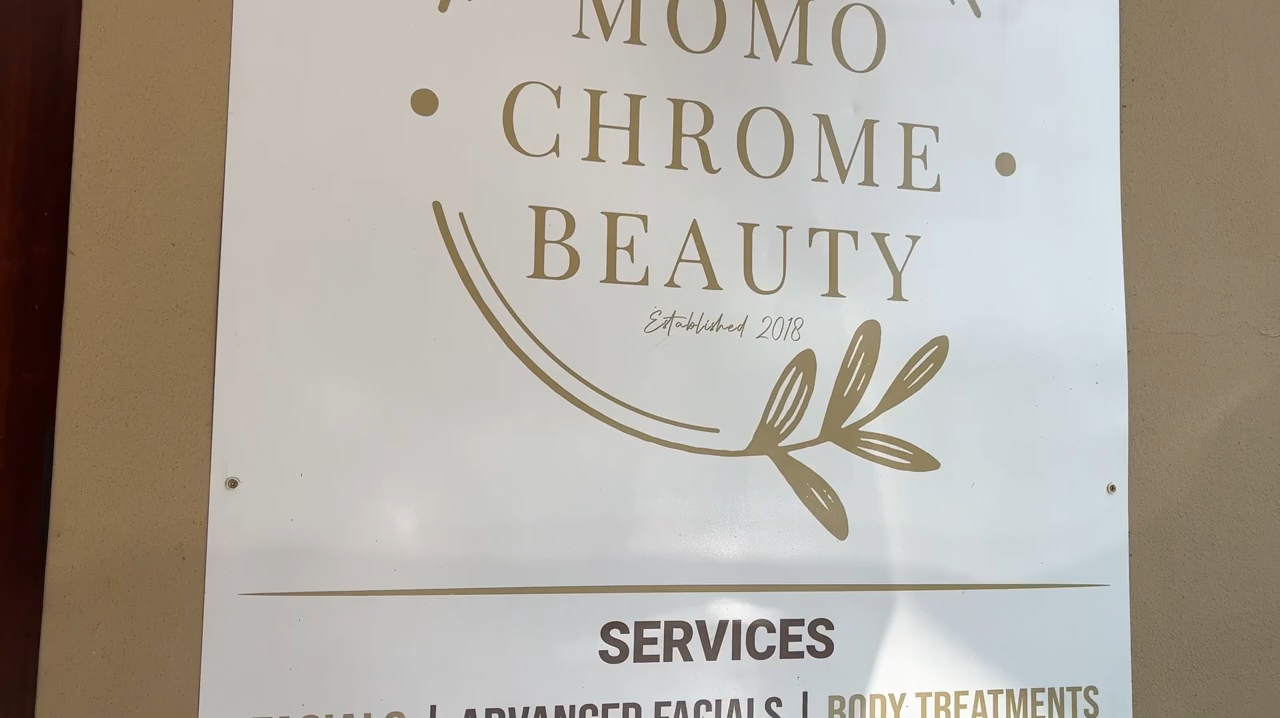 MOMO
CHROME
BEAUTY
Established 2018
SERVICES
FACIALS | ADVANCED FACIALS | BODY TREATMENTS